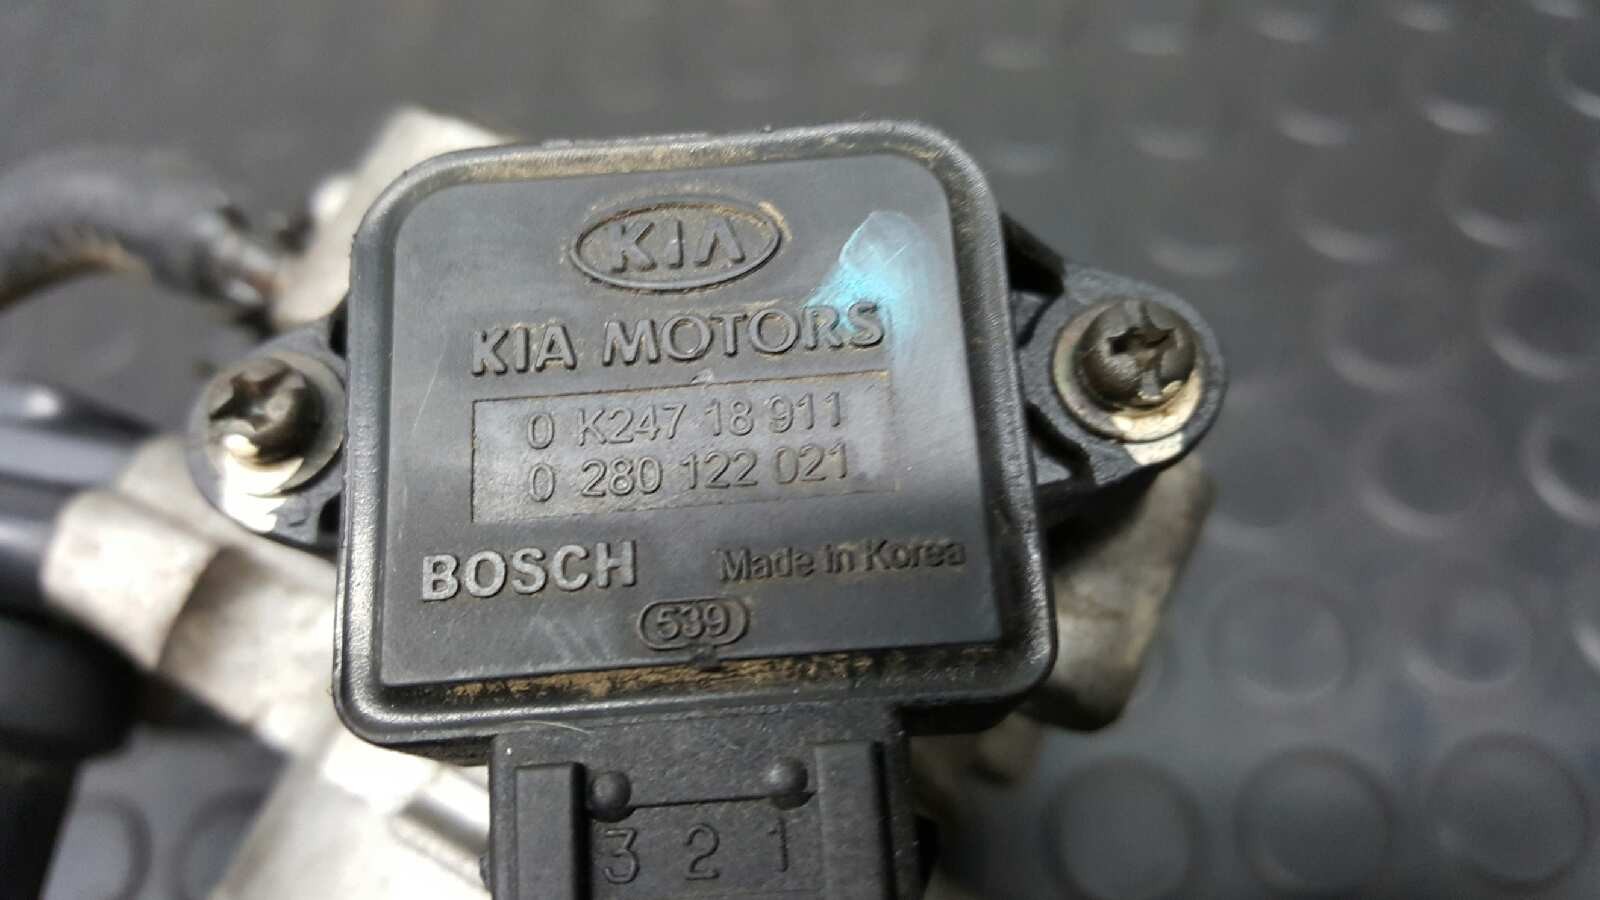 KIA
KIA MOTORS
0 K247 18 911
0 280 122 021
BOSCH Made in Korea
539
3 2 1